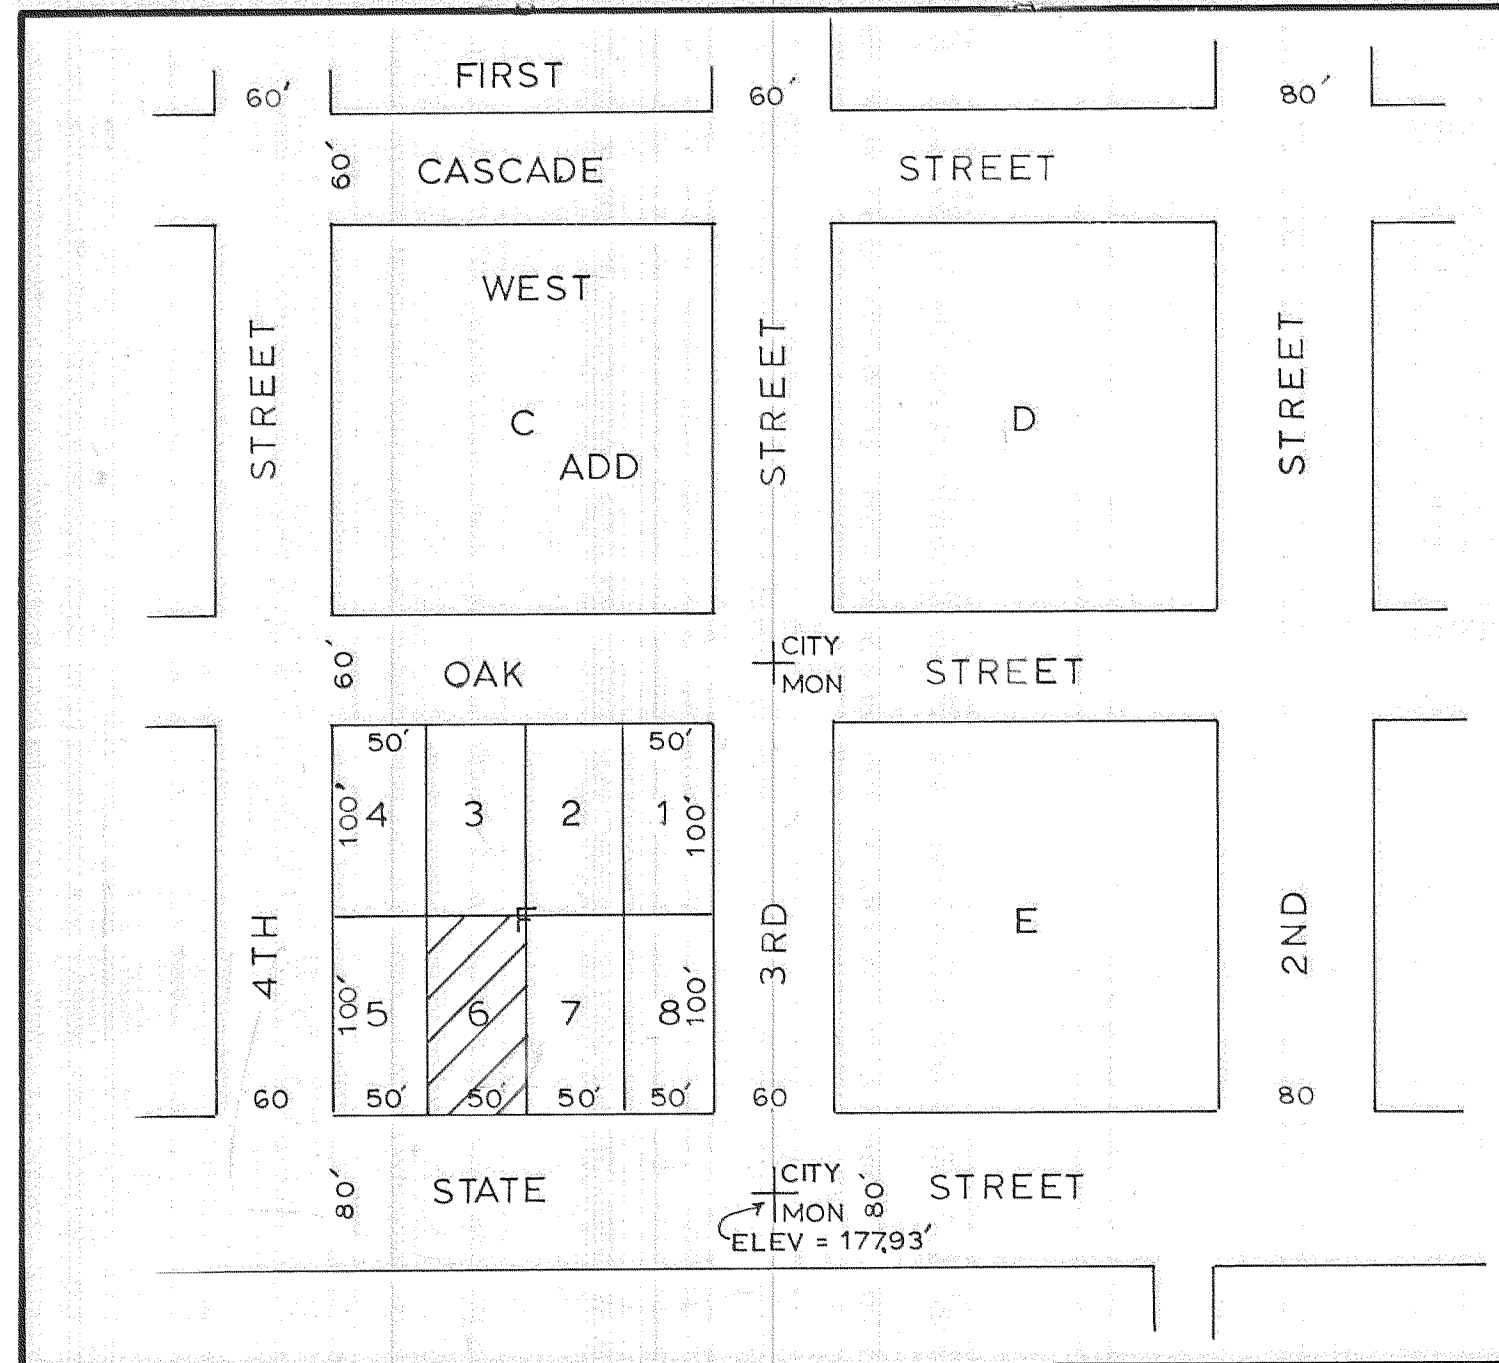 FIRST
60'
60'
80'
60'
CASCADE STREET
WEST
C
ADD
D
STREET
STREET
STREET
60'
OAK STREET
CITY
MON
50'
50'
100'
4
3
2
1
100'
F
E
4TH
3RD
2ND
100'
5
6
7
8
100'
60
50'
50'
50'
50'
60
80
80'
STATE STREET
CITY
MON
80'
ELEV = 177.93'